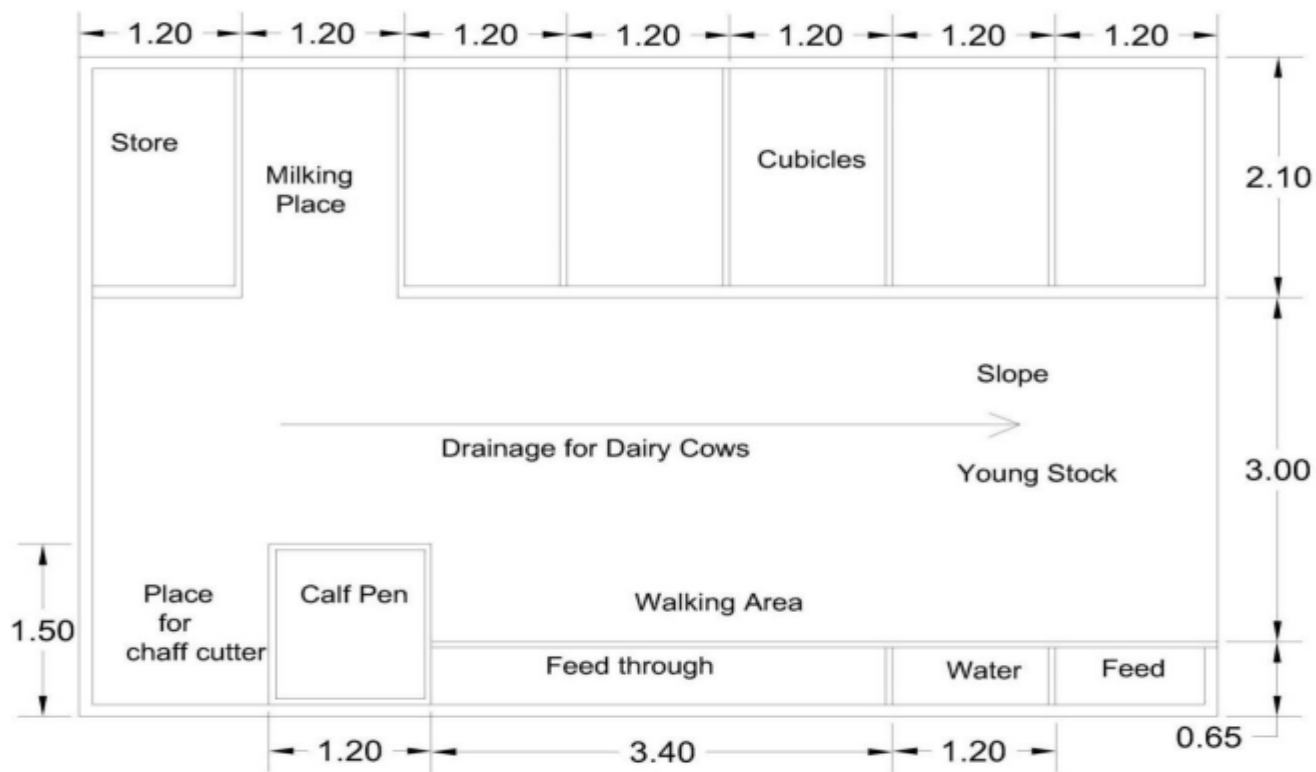 1.20 1.20 1.20 1.20 1.20 1.20 1.20
Store
Milking
Place
Cubicles
2.10
Slope
Drainage for Dairy Cows
Young Stock
3.00
Place
for
chaff cutter
Calf Pen
Walking Area
1.50
Feed through
Water
Feed
1.20
3.40
1.20
0.65